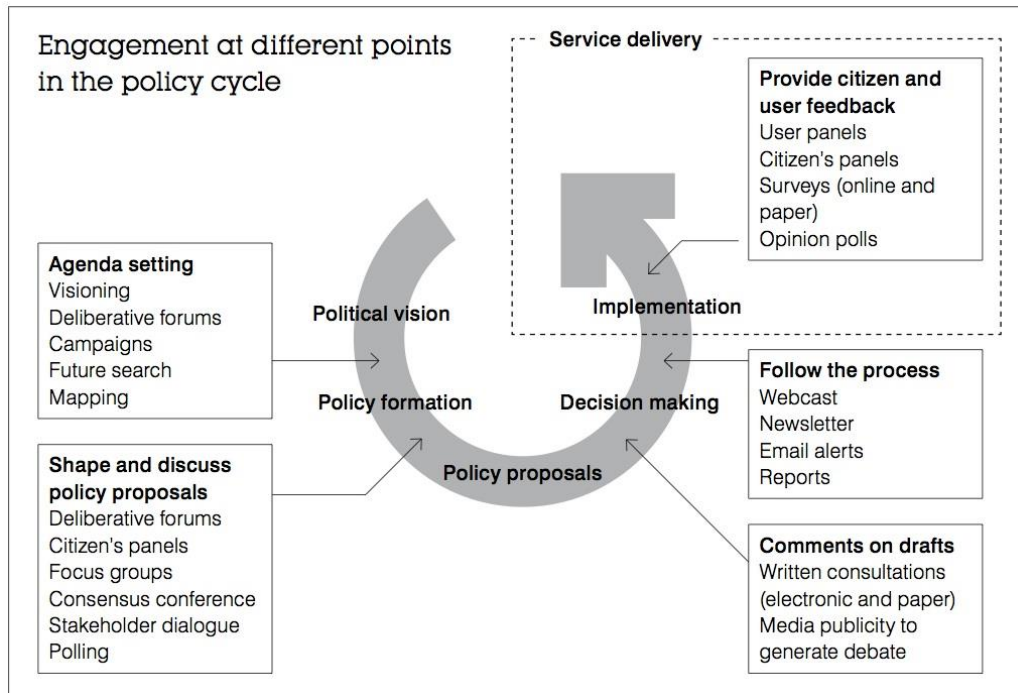 Engagement at different points
in the policy cycle
Service delivery
Provide citizen and
user feedback
User panels
Citizen's panels
Surveys (online and
paper)
Opinion polls
Agenda setting
Visioning
Deliberative forums
Campaigns
Future search
Mapping
Political vision
Implementation
Policy formation
Decision making
Policy proposals
Follow the process
Webcast
Newsletter
Email alerts
Reports
Shape and discuss
policy proposals
Deliberative forums
Citizen's panels
Focus groups
Consensus conference
Stakeholder dialogue
Polling
Comments on drafts
Written consultations
(electronic and paper)
Media publicity to
generate debate